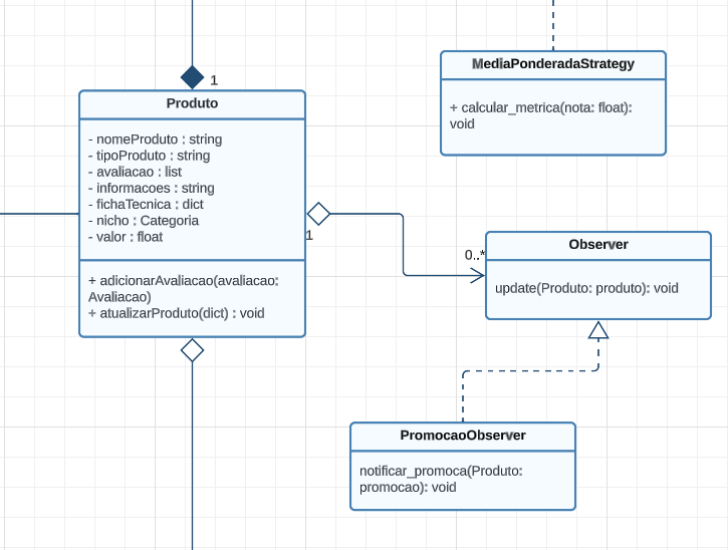 1
Produto
- nomeProduto : string
- tipoProduto : string
- avaliacao : list
- informacoes : string
- fichaTecnica : dict
- nicho : Categoria
- valor : float
+ adicionarAvaliacao(avaliacao:
Avaliacao)
+ atualizarProduto(dict) : void
1
0..*
MediaPonderadaStrategy
+ calcular_metrica(nota: float):
void
Observer
update(Produto: produto): void
PromocaoObserver
notificar_promoca(Produto:
promocao): void